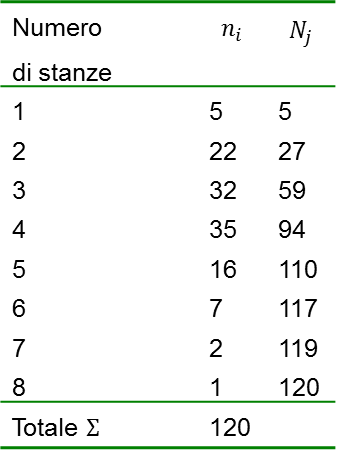 Numero n_i N_j
di stanze
1 5 5
2 22 27
3 32 59
4 35 94
5 16 110
6 7 117
7 2 119
8 1 120
Totale Σ 120